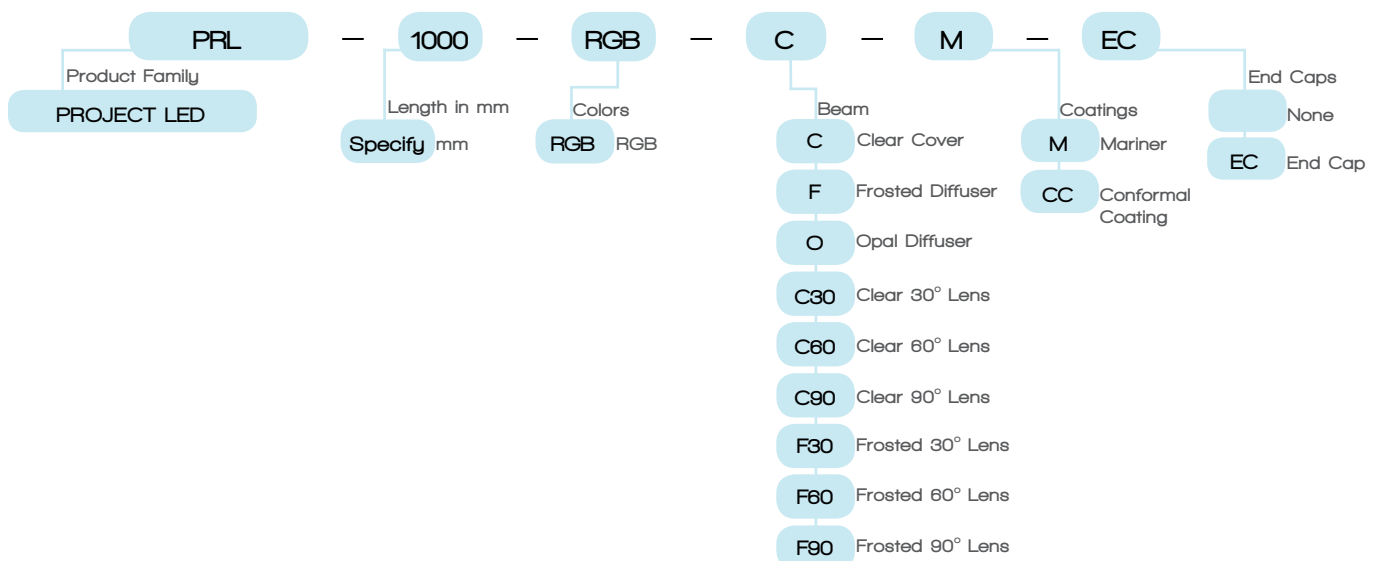 PRL — 1000 — RGB — C — M — EC
Product Family
PROJECT LED
Length in mm
Specify mm
Colors
RGB RGB
Beam
C Clear Cover
F Frosted Diffuser
O Opal Diffuser
C30 Clear 30° Lens
C60 Clear 60° Lens
C90 Clear 90° Lens
F30 Frosted 30° Lens
F60 Frosted 60° Lens
F90 Frosted 90° Lens
Coatings
M Mariner
CC Conformal
Coating
End Caps
None
EC End Cap